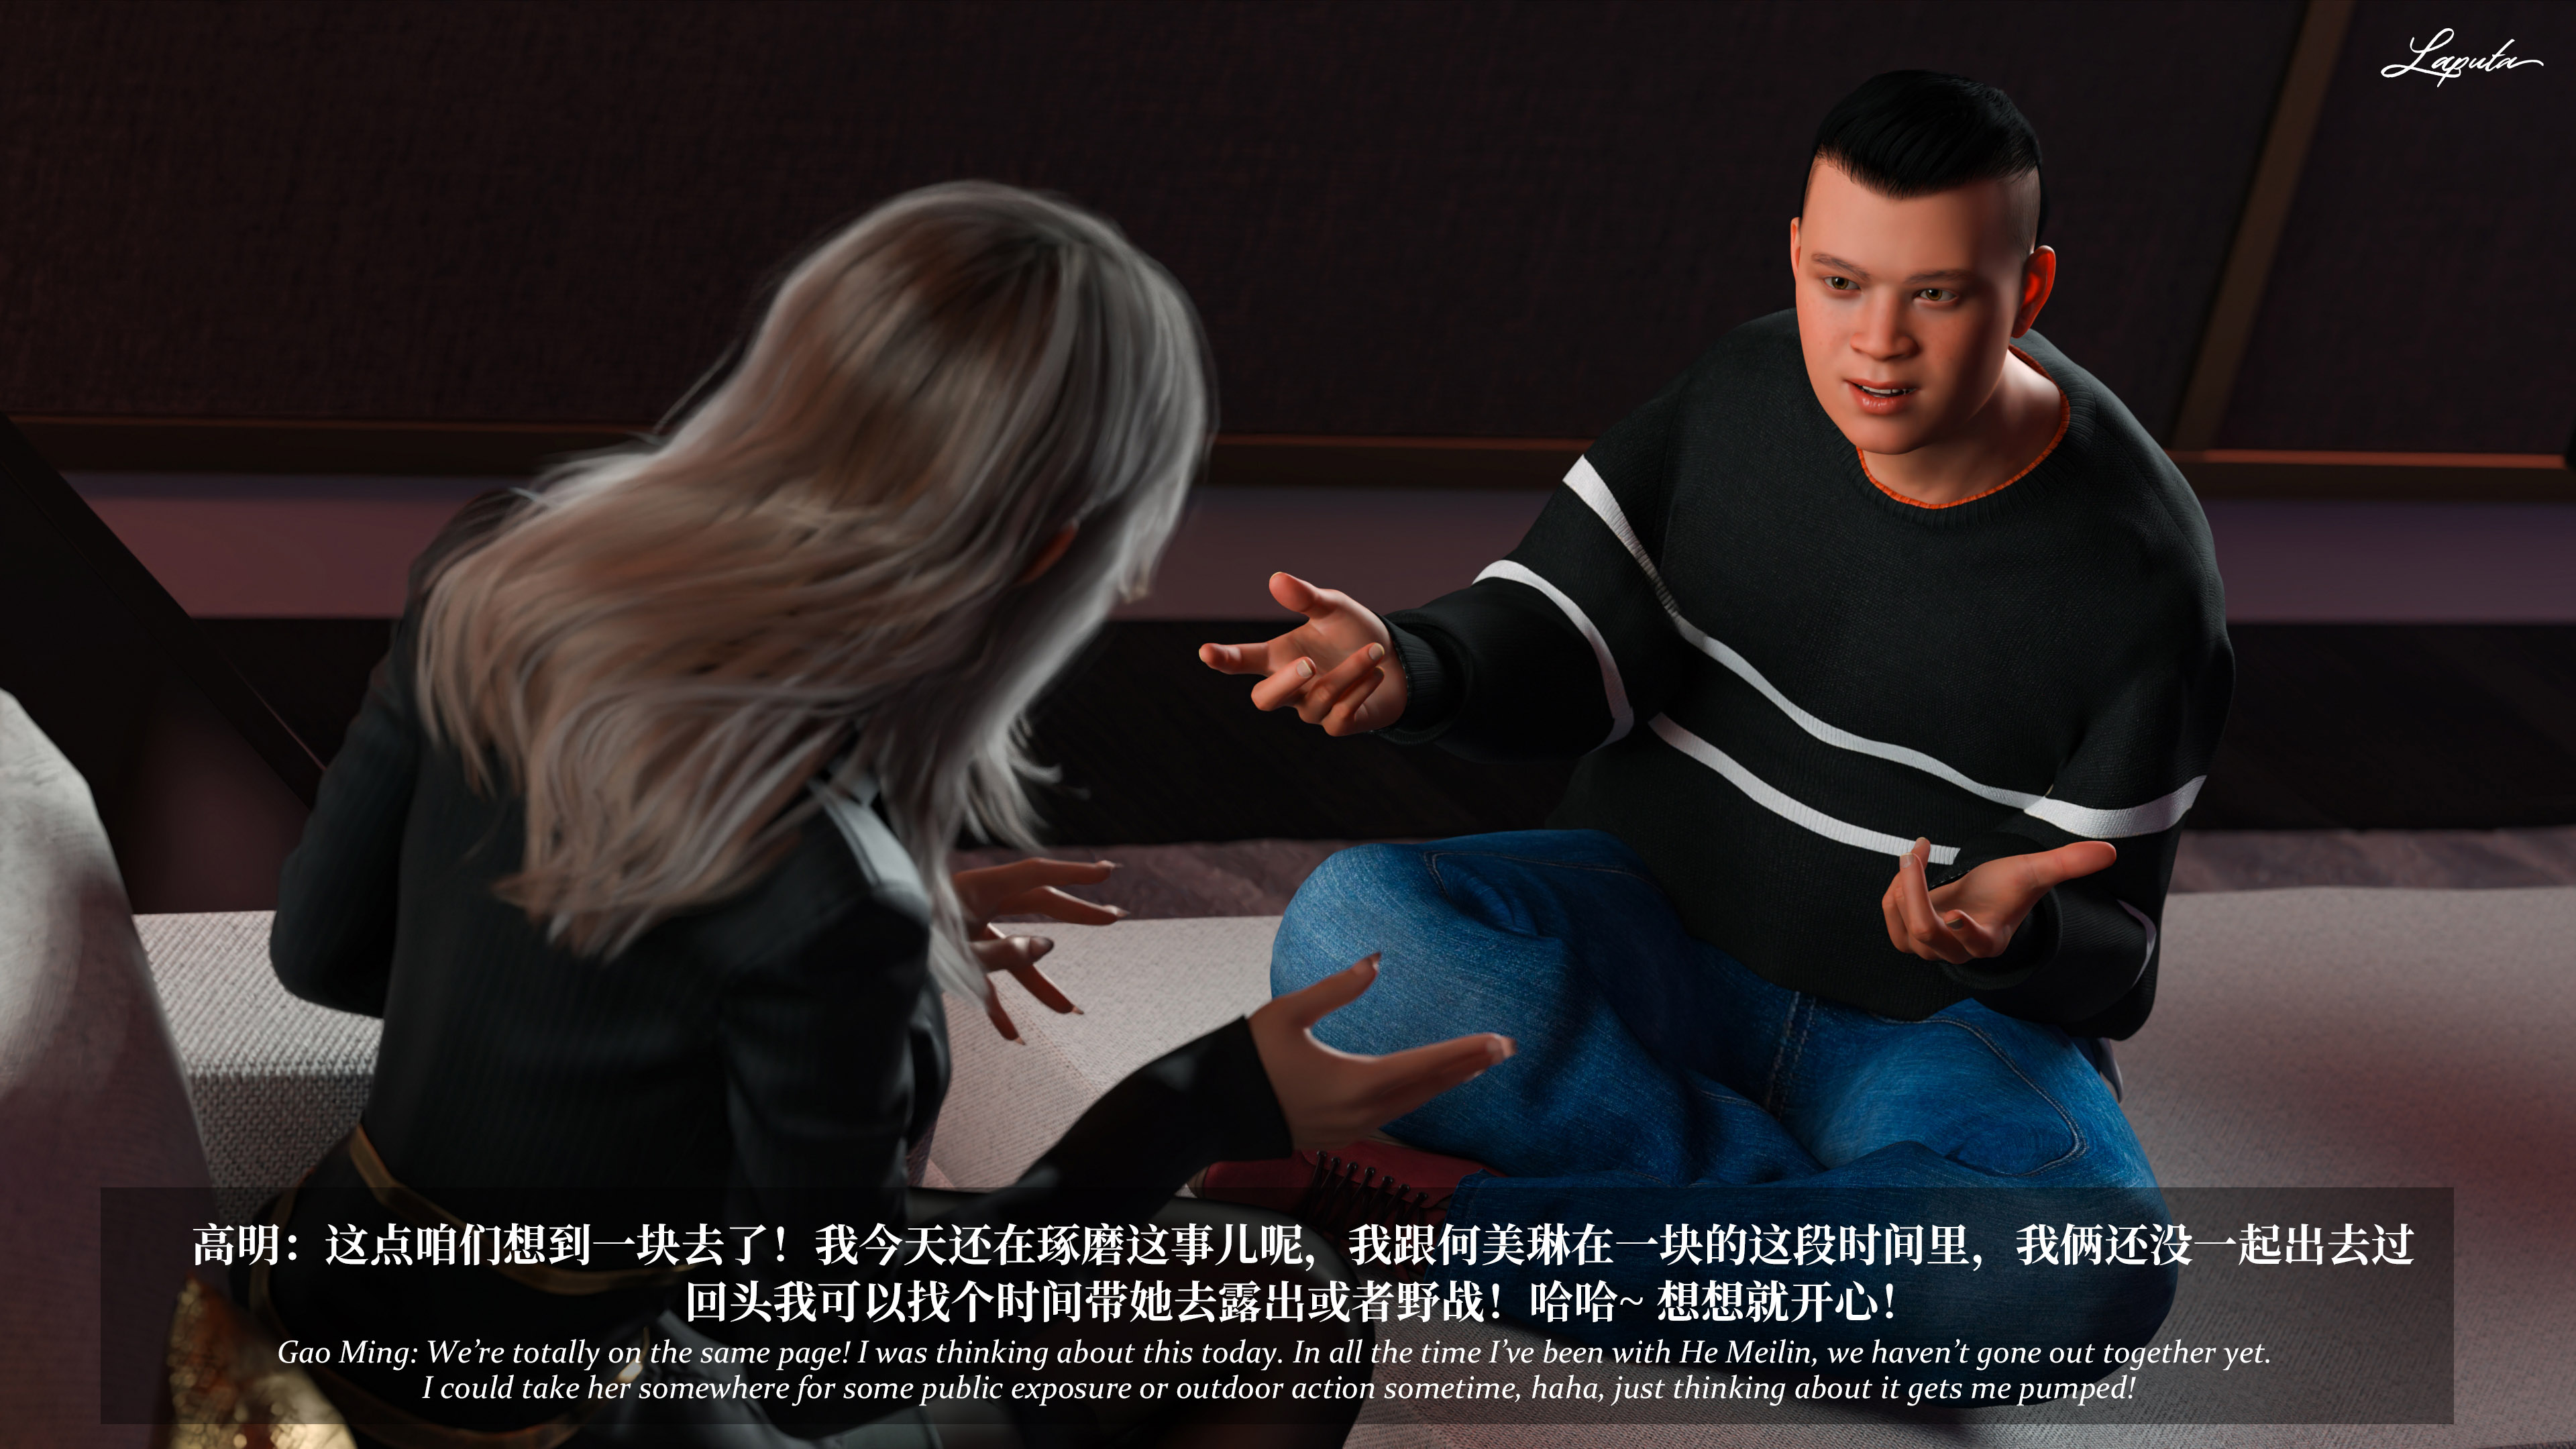 Laputa
高明：这点咱们想到一块去了！我今天还在琢磨这事儿呢，我跟何美琳在一块的这段时间里，我俩还没一起出去过
回头我可以找个时间带她去露出或者野战！哈哈~ 想想就开心！
Gao Ming: We’re totally on the same page! I was thinking about this today. In all the time I’ve been with He Meilin, we haven’t gone out together yet.
I could take her somewhere for some public exposure or outdoor action sometime, haha, just thinking about it gets me pumped!